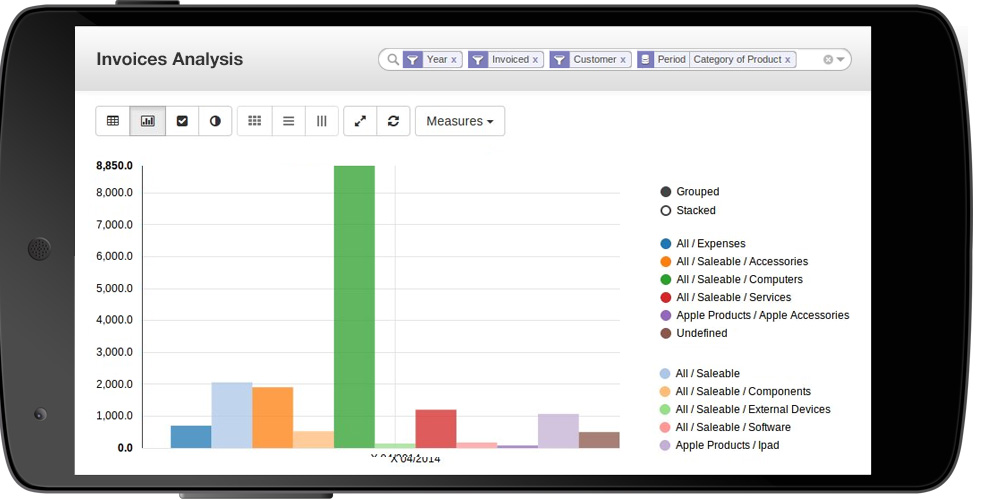 Invoices Analysis
Year x Invoiced x Customer x Period Category of Product x
Measures
8,850.0
8,000.0
7,000.0
6,000.0
5,000.0
4,000.0
3,000.0
2,000.0
1,000.0
0.0
X 04/2014
Grouped
Stacked
All / Expenses
All / Saleable / Accessories
All / Saleable / Computers
All / Saleable / Services
Apple Products / Apple Accessories
Undefined
All / Saleable
All / Saleable / Components
All / Saleable / External Devices
All / Saleable / Software
Apple Products / Ipad